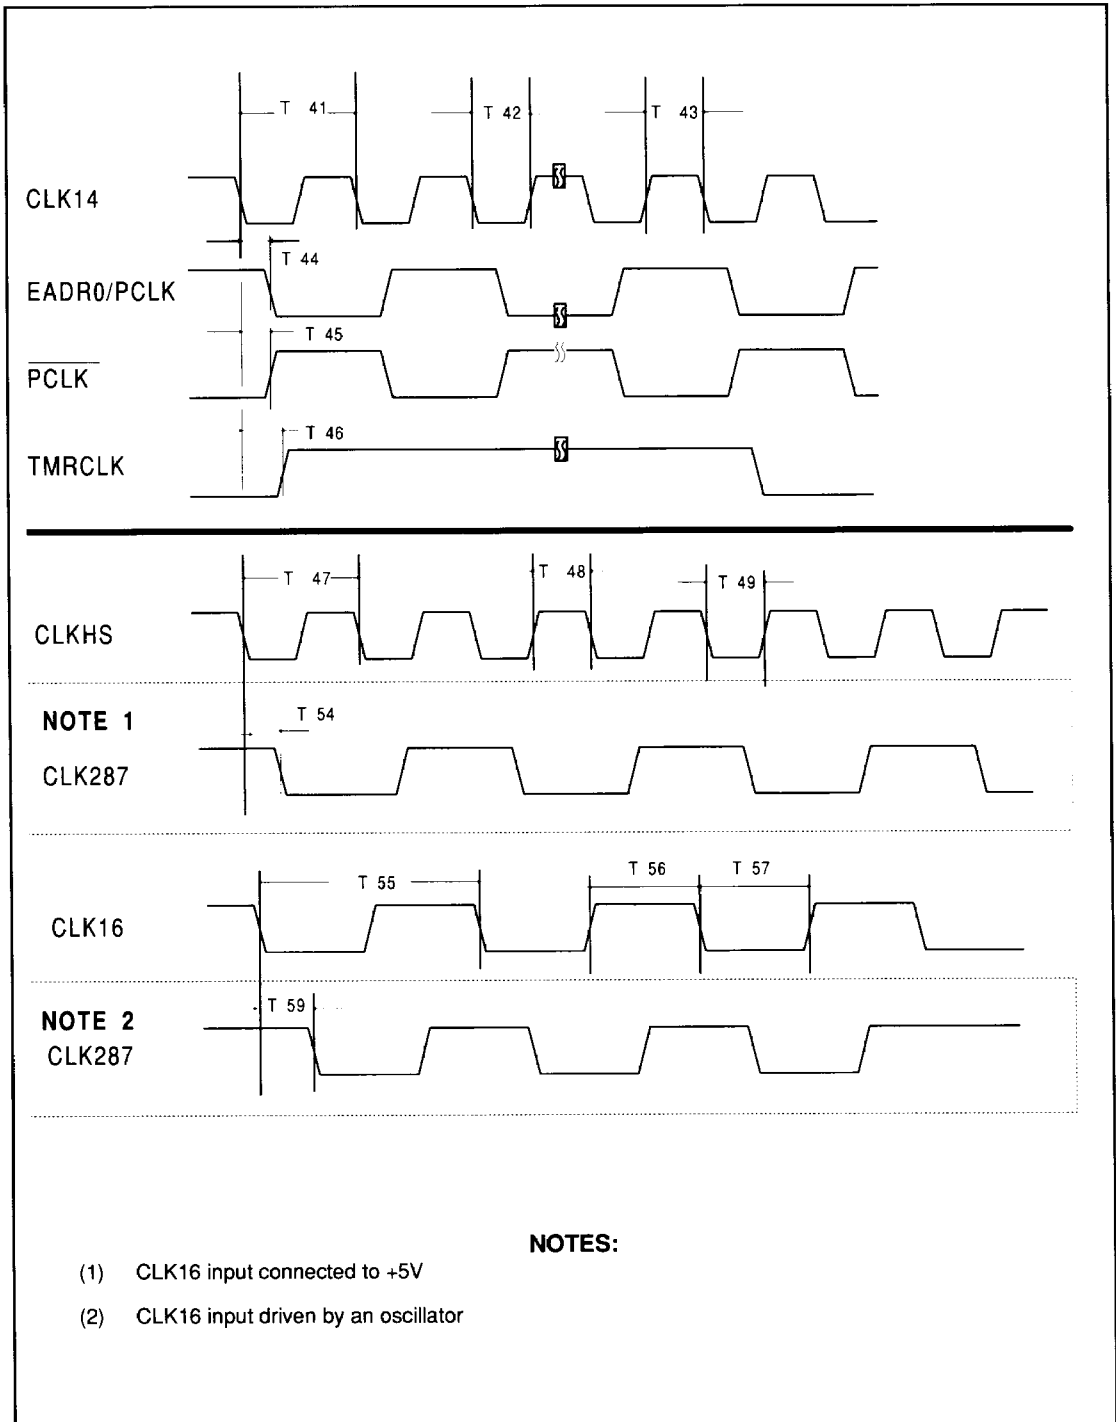 T 41
T 42
T 43
CLK14
T 44
EADR0/PCLK
T 45
PCLK
T 46
TMRCLK
T 47
T 48
T 49
CLKHS
NOTE 1
T 54
CLK287
T 55
T 56
T 57
CLK16
T 59
NOTE 2
CLK287
NOTES:
(1) CLK16 input connected to +5V
(2) CLK16 input driven by an oscillator